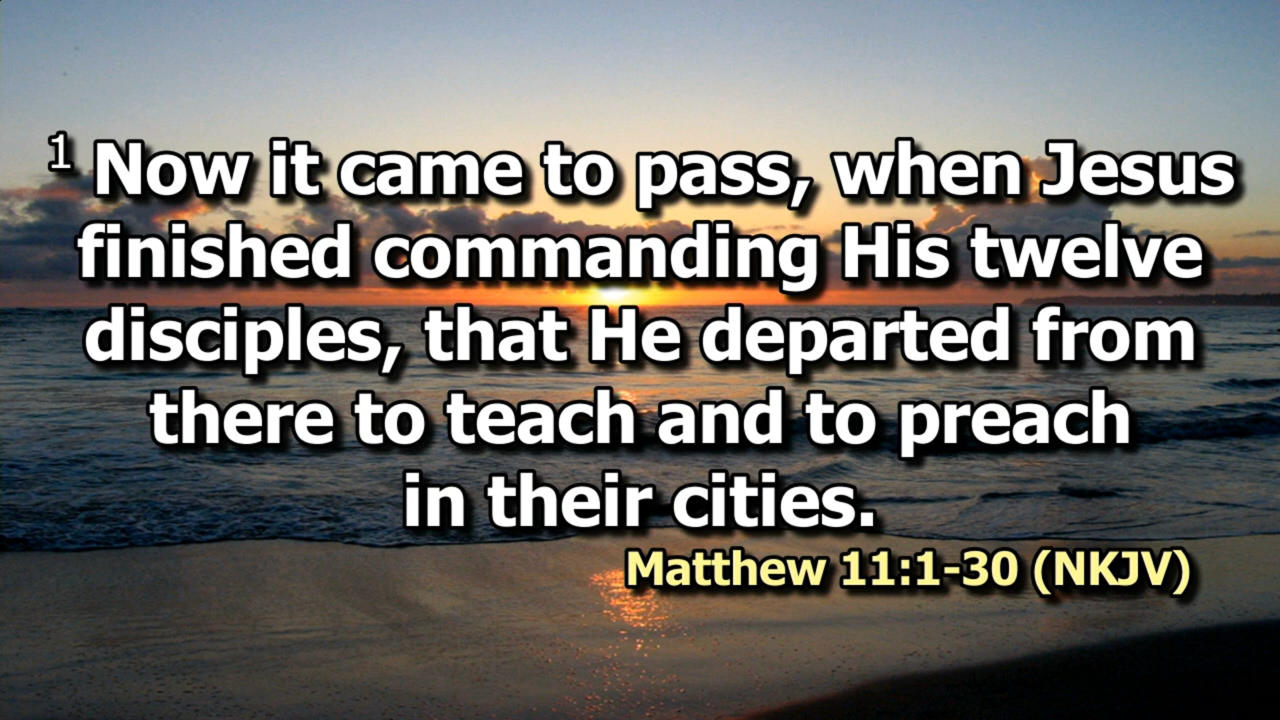 1 Now it came to pass, when Jesus
finished commanding His twelve
disciples, that He departed from
there to teach and to preach
in their cities.
Matthew 11:1-30 (NKJV)